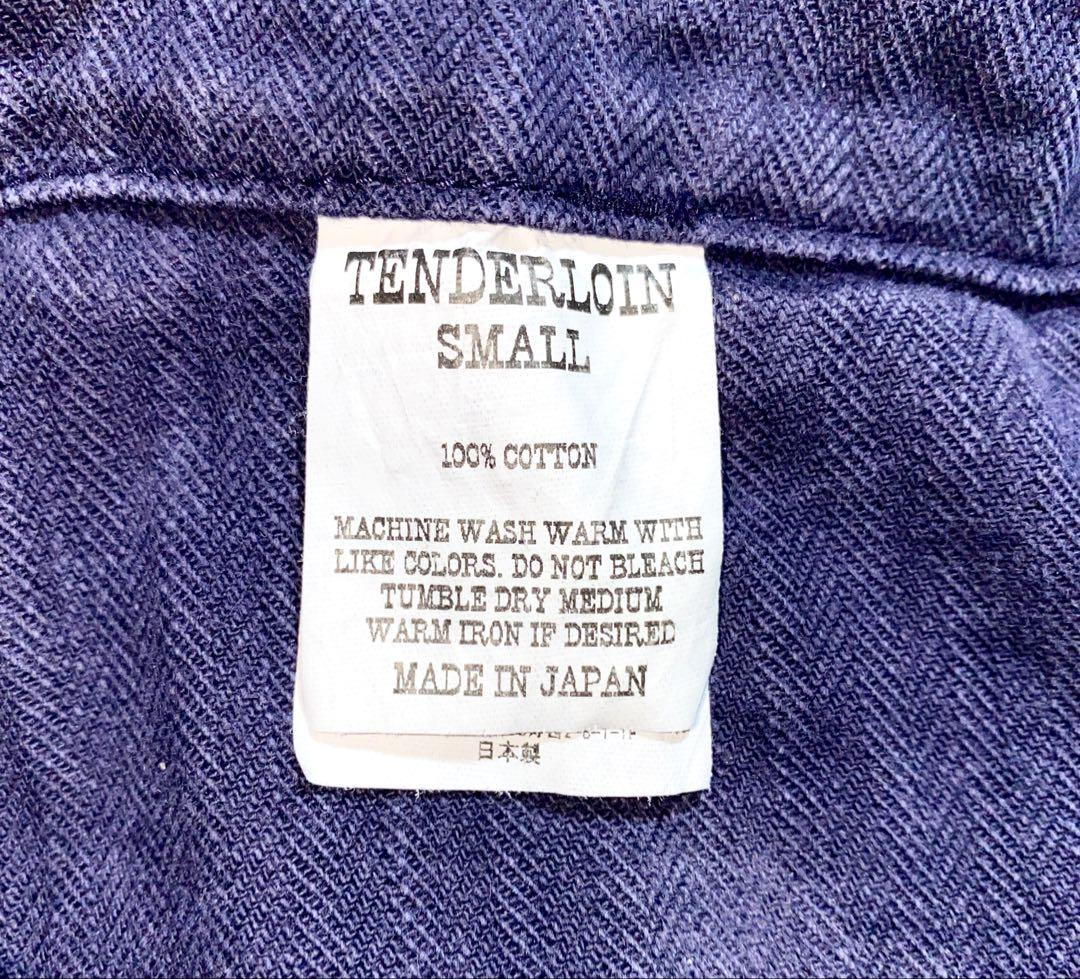 TENDERLOIN
SMALL
100% COTTON
MACHINE WASH WARM WITH
LIKE COLORS. DO NOT BLEACH
TUMBLE DRY MEDIUM
WARM IRON IF DESIRED
MADE IN JAPAN
日本製